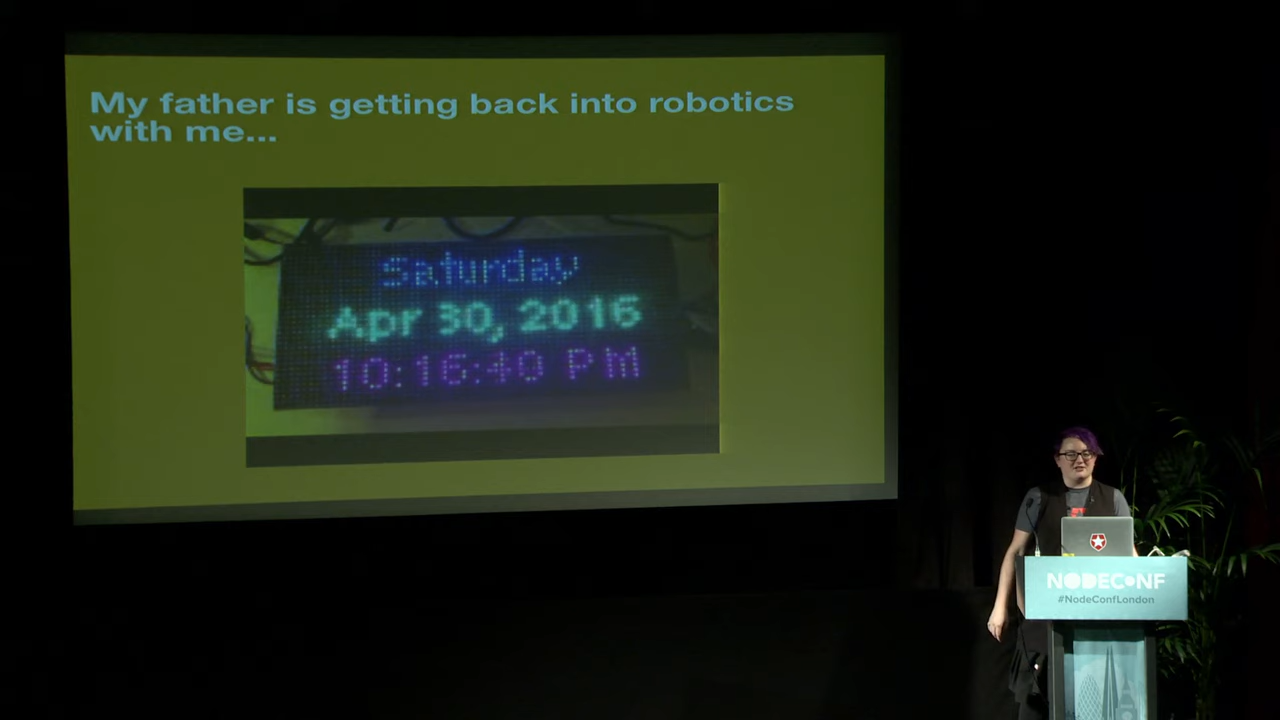 My father is getting back into robotics
with me...
Saturday
Apr 30, 2016
10:16:40 PM
NODECONF
#NodeConfLondon